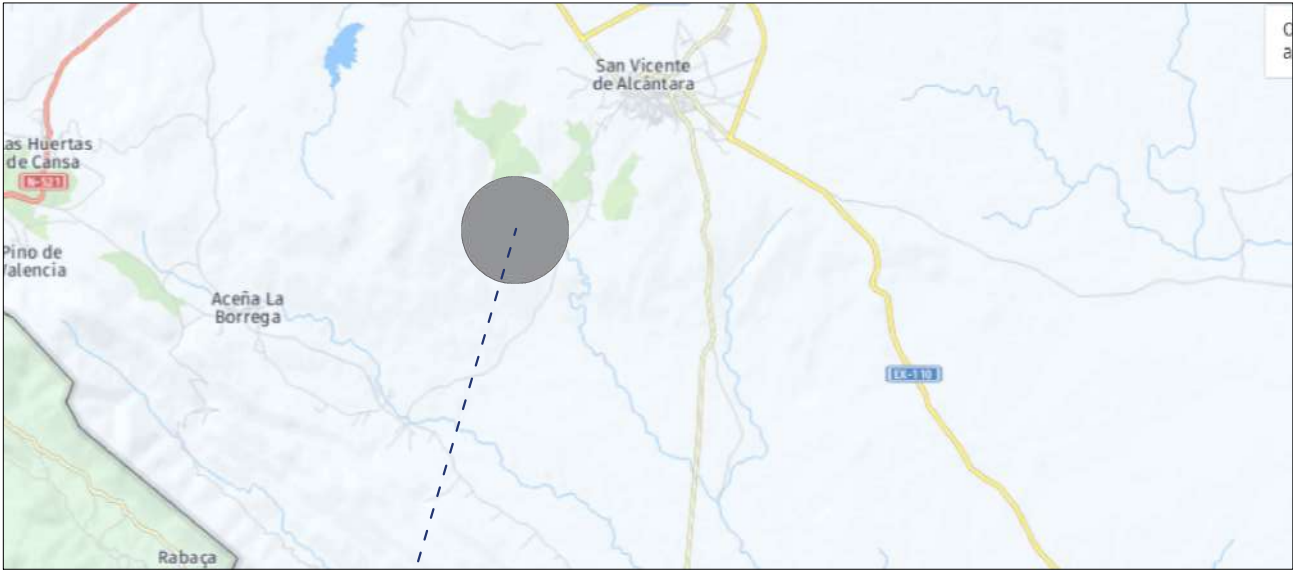 San Vicente
de Alcántara
as Huertas
de Cansa
N-521
Pino de
Valencia
Aceña La
Borrega
EX-110
Rabaça
O
a